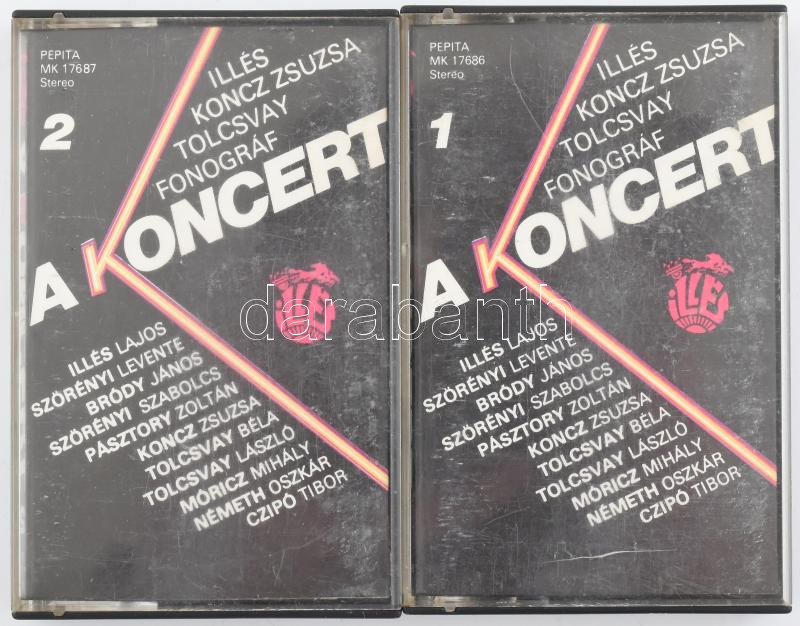 PEPITA
MK 17687
Stereo
2
ILLÉS
KONCZ ZSUZSA
TOLCSVAY
FONOGRÁF
A KONCERT
iLLÉS
ILLÉS LAJOS
SZÖRÉNYI LEVENTE
BRÓDY JÁNOS
SZÖRÉNYI SZABOLCS
PÁSZTORY ZOLTÁN
KONCZ ZSUZSA
TOLCSVAY BÉLA
TOLCSVAY LÁSZLÓ
MÓRICZ MIHÁLY
NÉMETH OSZKÁR
CZIPÓ TIBOR
PEPITA
MK 17686
Stereo
1
ILLÉS
KONCZ ZSUZSA
TOLCSVAY
FONOGRÁF
A KONCERT
iLLÉS
ILLÉS LAJOS
SZÖRÉNYI LEVENTE
BRÓDY JÁNOS
SZÖRÉNYI SZABOLCS
PÁSZTORY ZOLTÁN
KONCZ ZSUZSA
TOLCSVAY BÉLA
TOLCSVAY LÁSZLÓ
MÓRICZ MIHÁLY
NÉMETH OSZKÁR
CZIPÓ TIBOR
darabanth